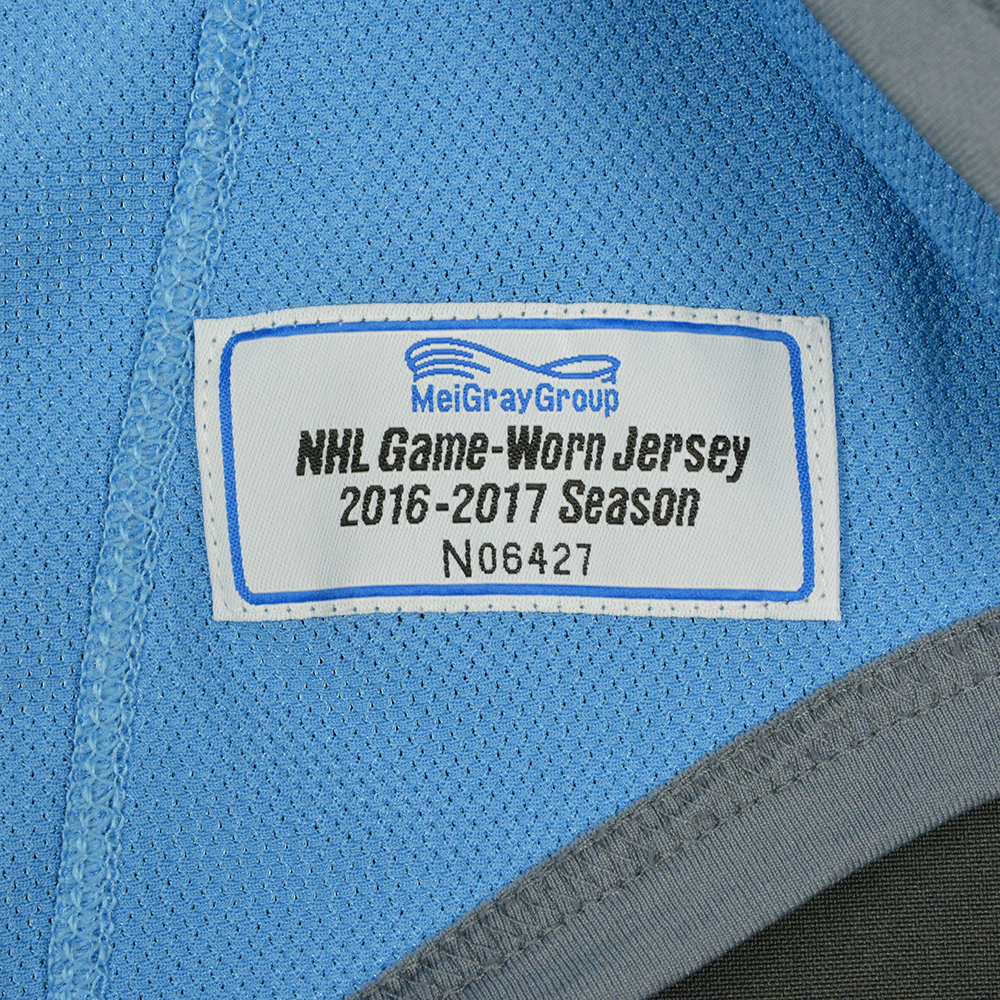 MeiGrayGroup
NHL Game-Worn Jersey
2016-2017 Season
N06427